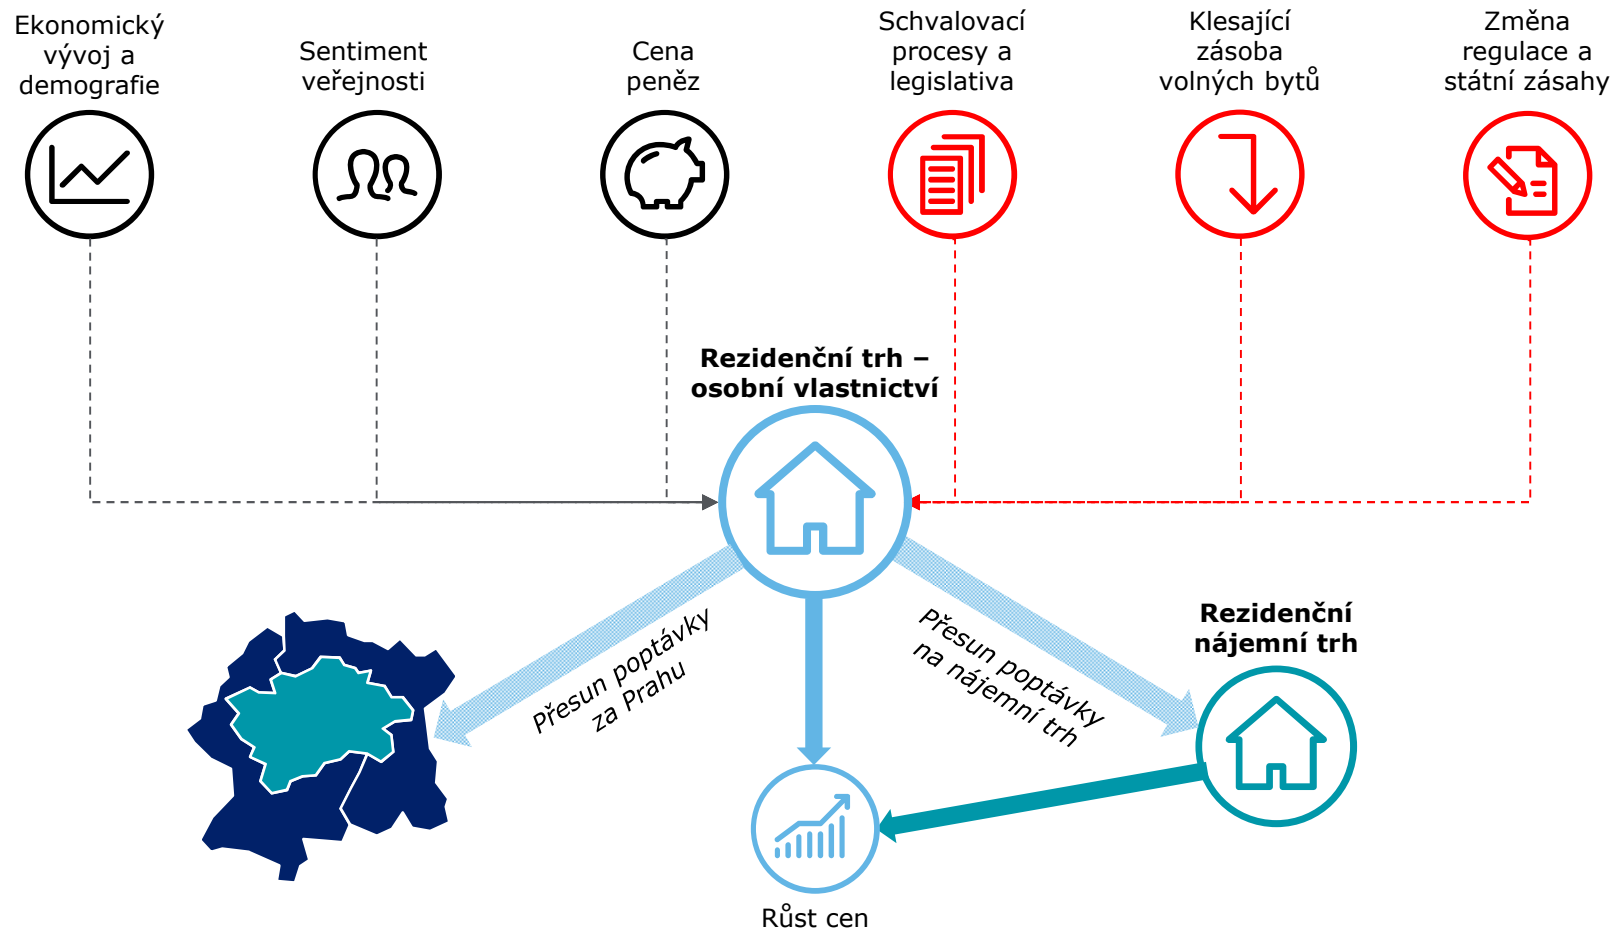 Ekonomický
vývoj a
demografie
Sentiment
veřejnosti
Cena
peněz
Schvalovací
procesy a
legislativa
Klesající
zásoba
volných bytů
Změna
regulace a
státní zásahy
Rezidenční trh –
osobní vlastnictví
Přesun poptávky
za Prahu
Přesun poptávky
na nájemní trh
Rezidenční
nájemní trh
Růst cen